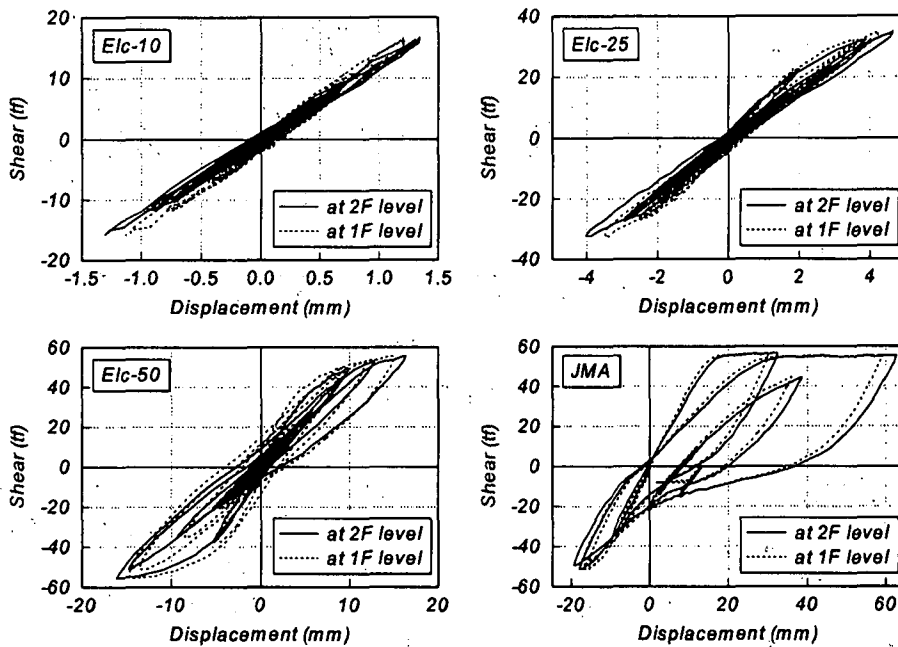 Elc-10
Shear (tf)
20
10
0
-10
-20
at 2F level
at 1F level
-1.5 -1.0 -0.5 0.0 0.5 1.0 1.5
Displacement (mm)
Elc-25
Shear (tf)
40
20
0
-20
-40
at 2F level
at 1F level
-4 -2 0 2 4
Displacement (mm)
Elc-50
Shear (tf)
60
40
20
0
-20
-40
-60
at 2F level
at 1F level
-20 -10 0 10 20
Displacement (mm)
JMA
Shear (tf)
60
40
20
0
-20
-40
-60
at 2F level
at 1F level
-20 0 20 40 60
Displacement (mm)